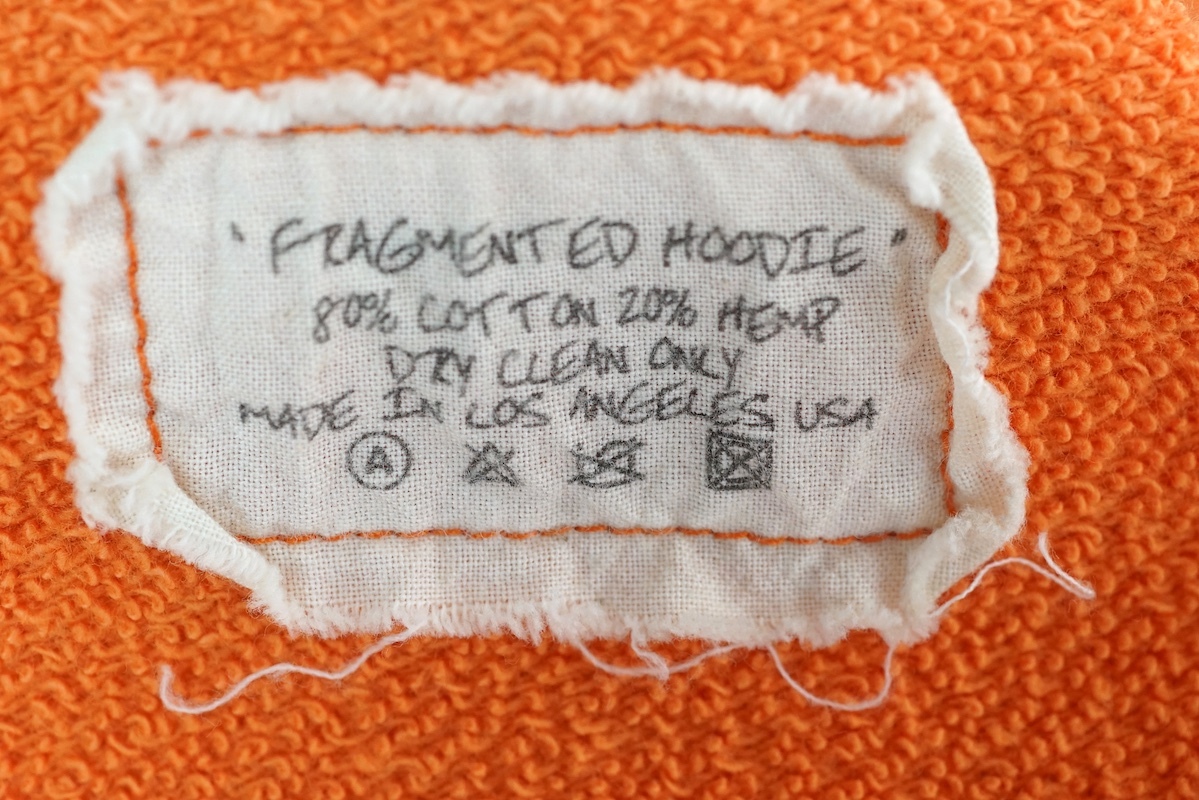 "FRAGMENTED HOODIE"
80% COTTON 20% HEMP
DRY CLEAN ONLY
MADE IN LOS ANGELES USA
A